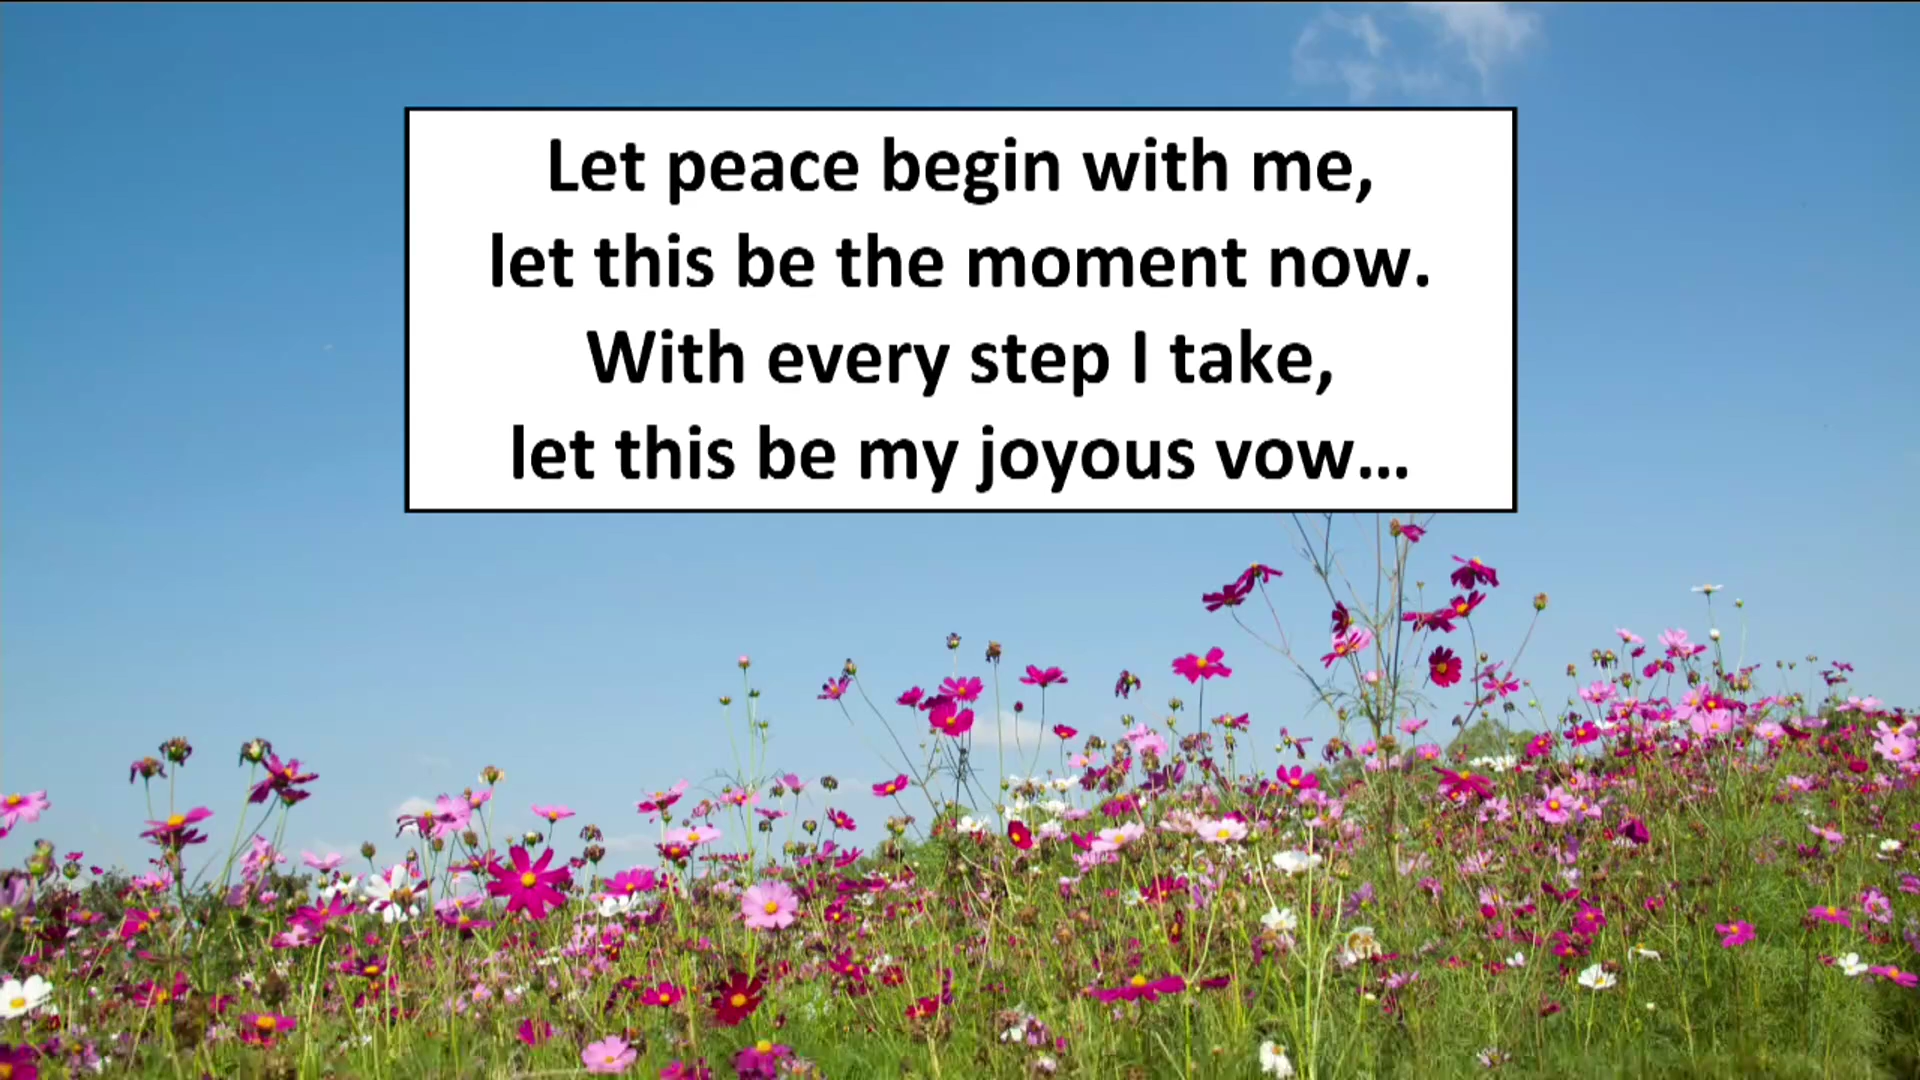 Let peace begin with me,
let this be the moment now.
With every step I take,
let this be my joyous vow...